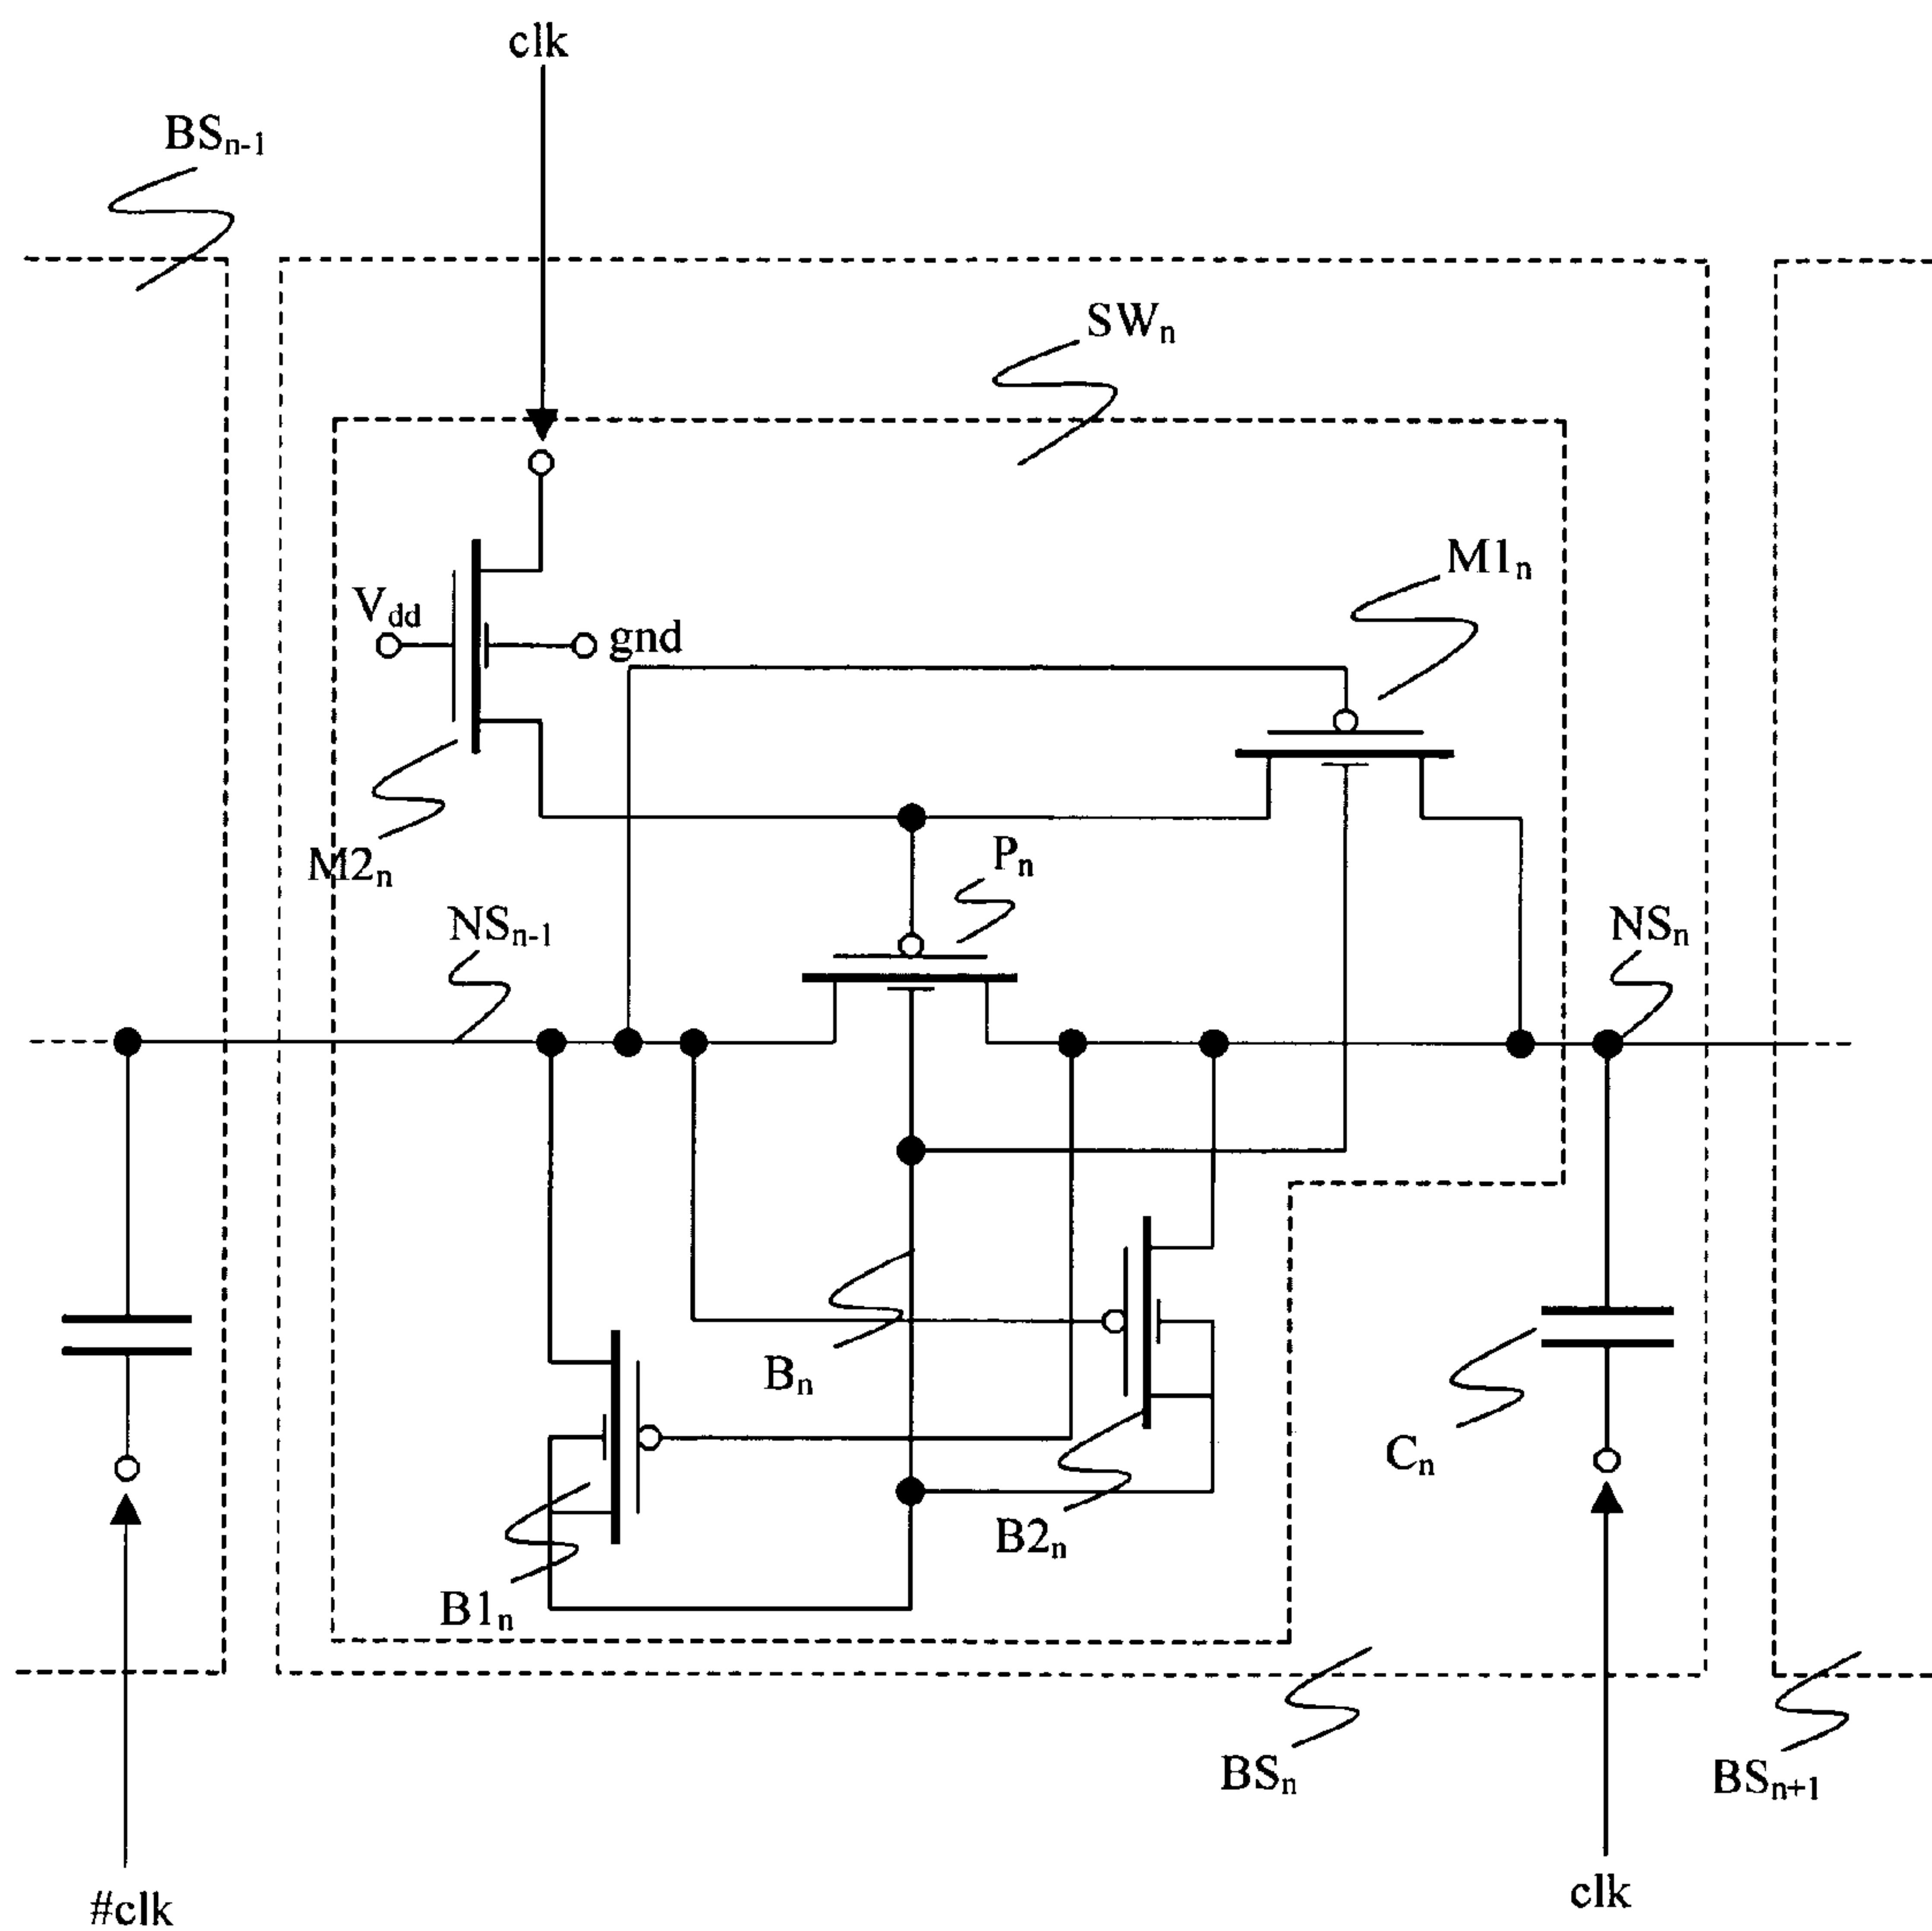 clk
BSn-1
SWn
M1n
Vdd
gnd
M2n
Pn
NSn-1
NSn
Bn
Cn
B2n
B1n
BSn
BSn+1
#clk
clk